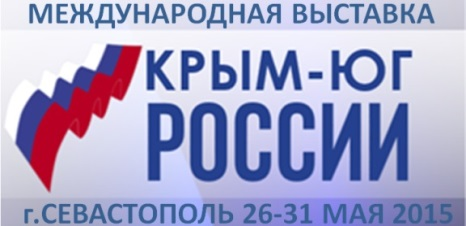 МЕЖДУНАРОДНАЯ ВЫСТАВКА
КРЫМ-ЮГ
РОССИИ
г.СЕВАСТОПОЛЬ 26-31 МАЯ 2015